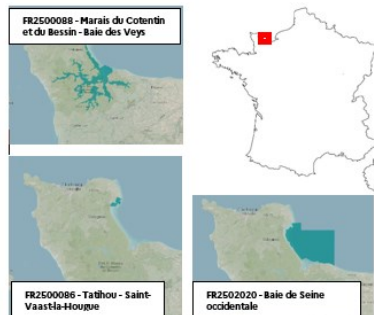 FR2500088 - Marais du Cotentin
et du Bessin - Baie des Veys
FR2500086 - Tatihou - Saint-
Vaast-la-Hougue
FR2502020 - Baie de Seine
occidentale